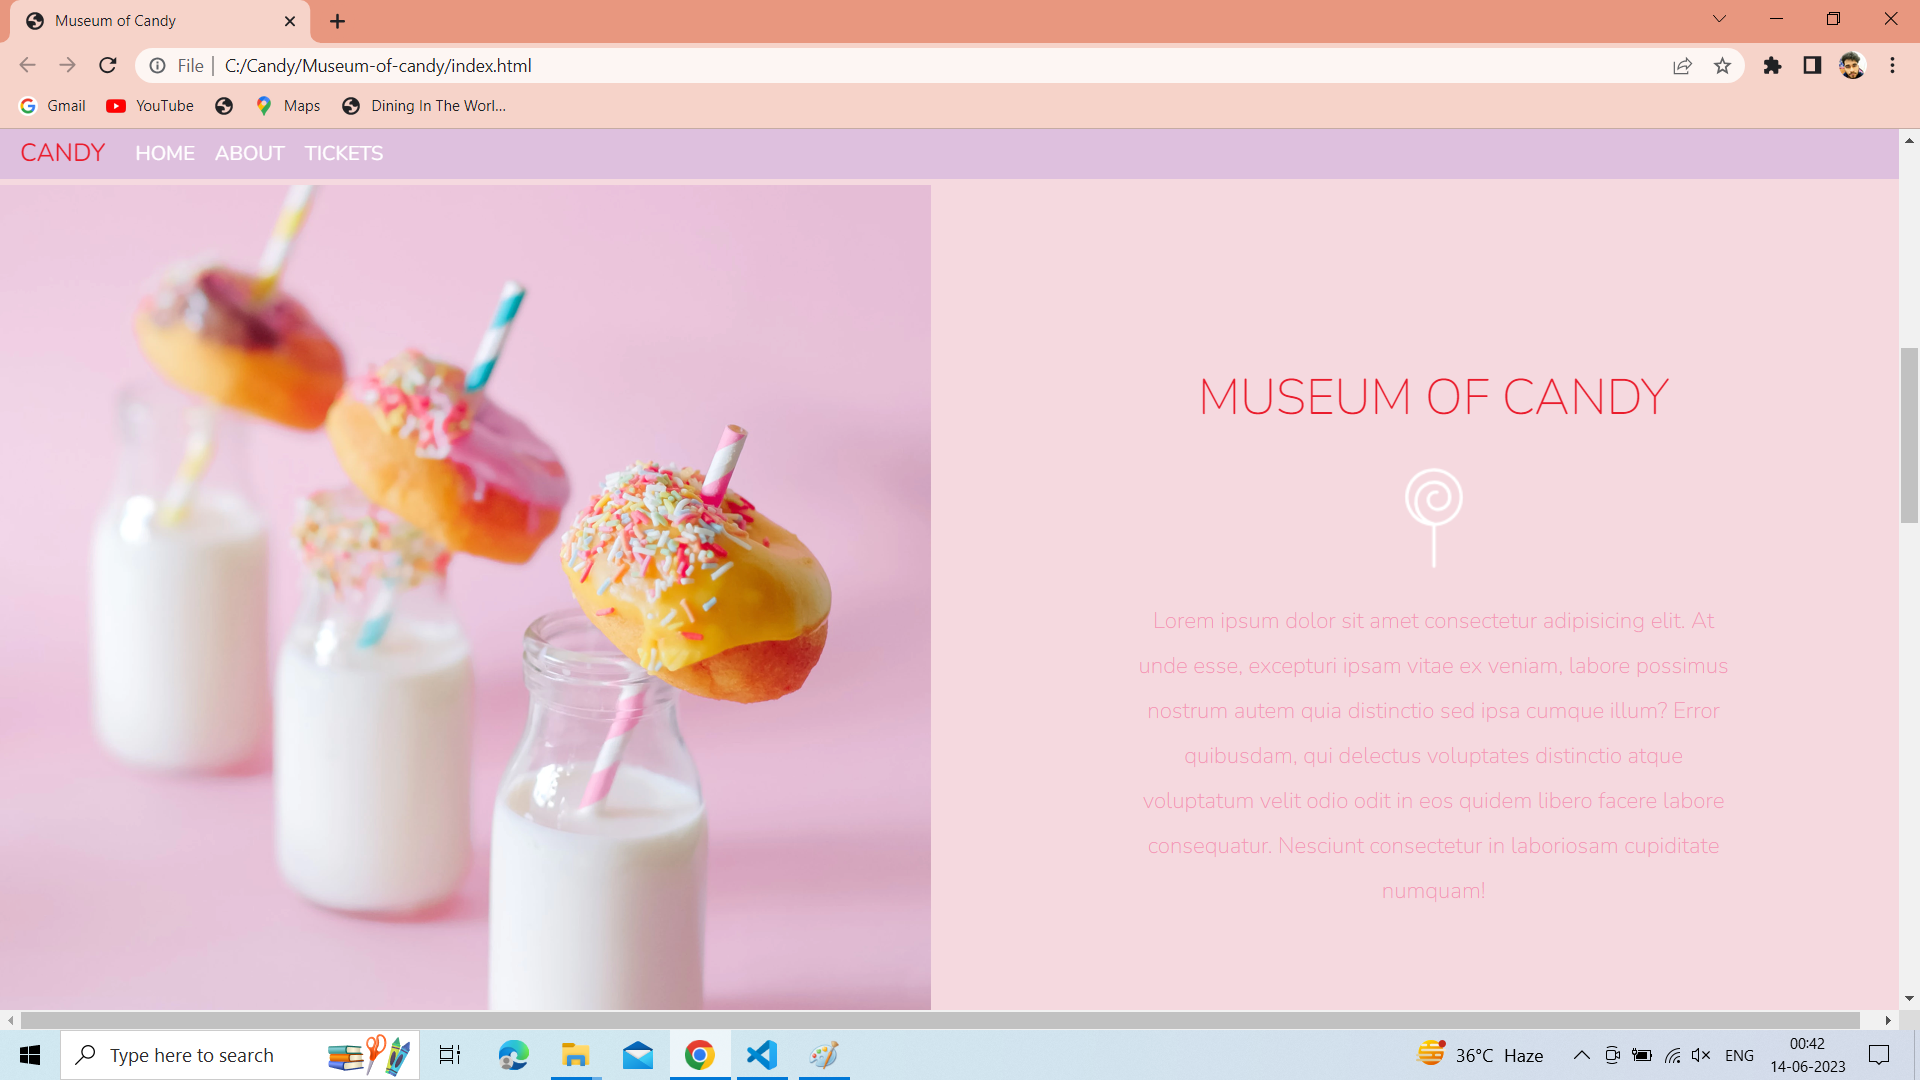 Museum of Candy
File | C:/Candy/Museum-of-candy/index.html
Gmail YouTube Maps Dining In The Worl...
CANDY HOME ABOUT TICKETS
MUSEUM OF CANDY
Lorem ipsum dolor sit amet consectetur adipisicing elit. At
unde esse, excepturi ipsam vitae ex veniam, labore possimus
nostrum autem quia distinctio sed ipsa cumque illum? Error
quibusdam, qui delectus voluptates distinctio atque
voluptatum velit odio odit in eos quidem libero facere labore
consequatur. Nesciunt consectetur in laboriosam cupiditate
numquam!
Type here to search
36°C Haze
ENG
00:42
14-06-2023